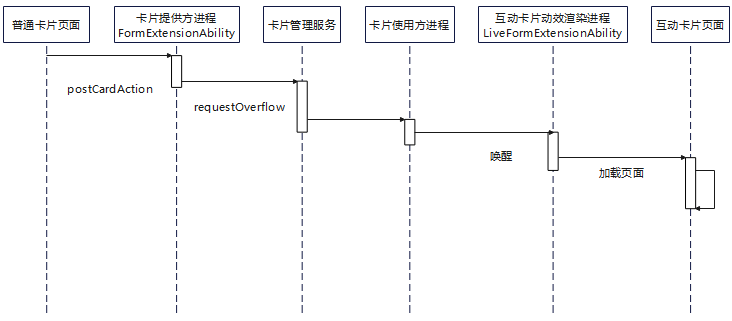 普通卡片页面
卡片提供方进程
FormExtensionAbility
卡片管理服务
卡片使用方进程
互动卡片动效渲染进程
LiveFormExtensionAbility
互动卡片页面
postCardAction
requestOverflow
唤醒
加载页面